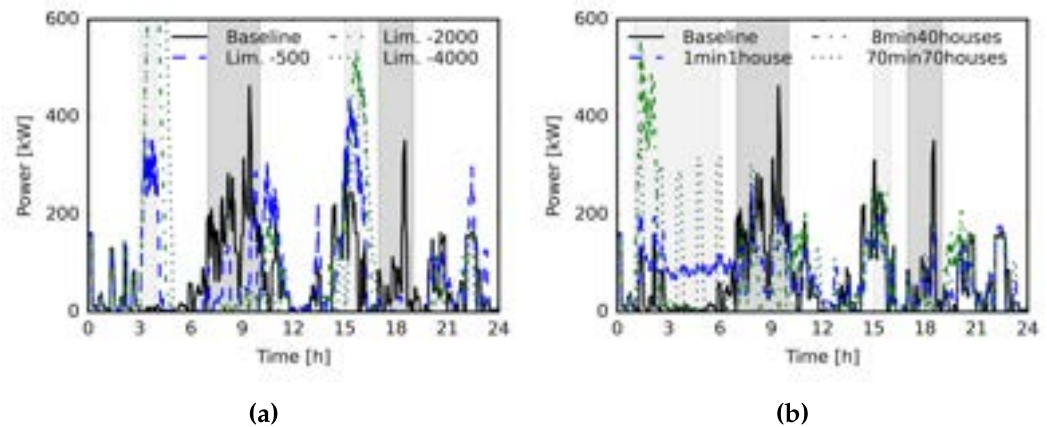 600
400
200
0
Power [kW]
Baseline
Lim. -500
Lim. -2000
Lim. -4000
0 3 6 9 12 15 18 21 24
Time [h]
(a)
600
400
200
0
Power [kW]
Baseline
1min1house
8min40houses
70min70houses
0 3 6 9 12 15 18 21 24
Time [h]
(b)